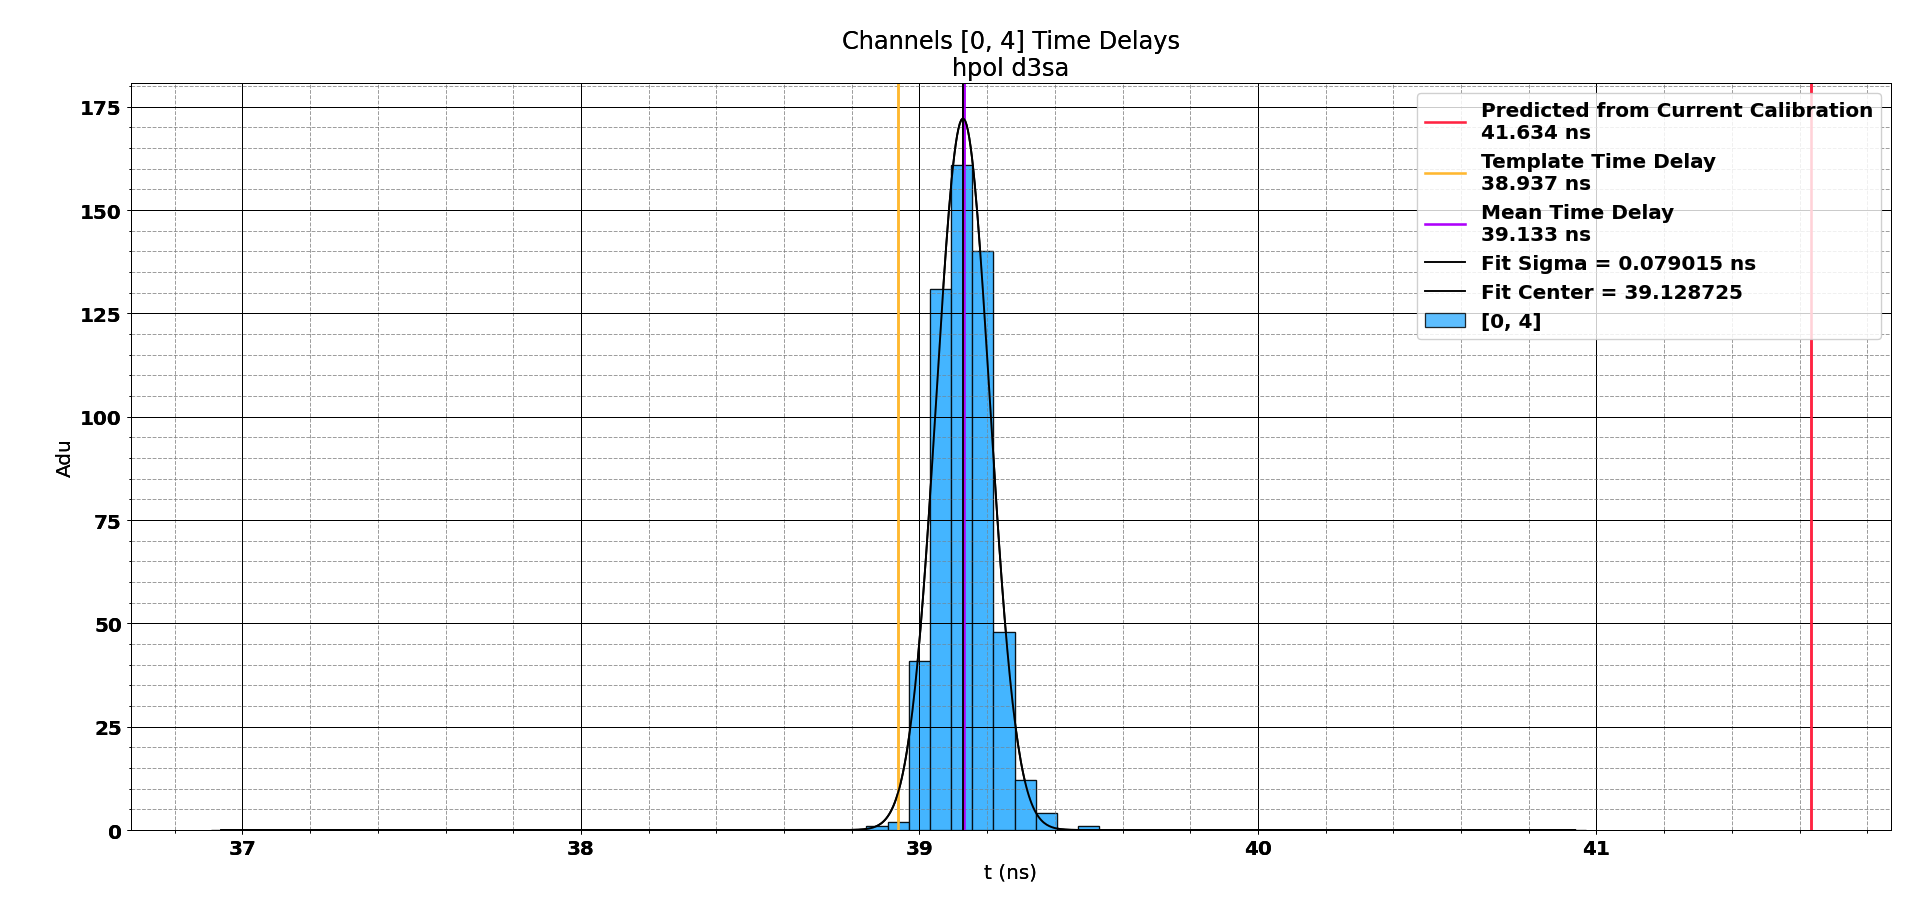 Channels [0, 4] Time Delays
hpol d3sa
Adu
175
150
125
100
75
50
25
0
Predicted from Current Calibration
41.634 ns
Template Time Delay
38.937 ns
Mean Time Delay
39.133 ns
Fit Sigma = 0.079015 ns
Fit Center = 39.128725
[0, 4]
37
38
39
40
41
t (ns)